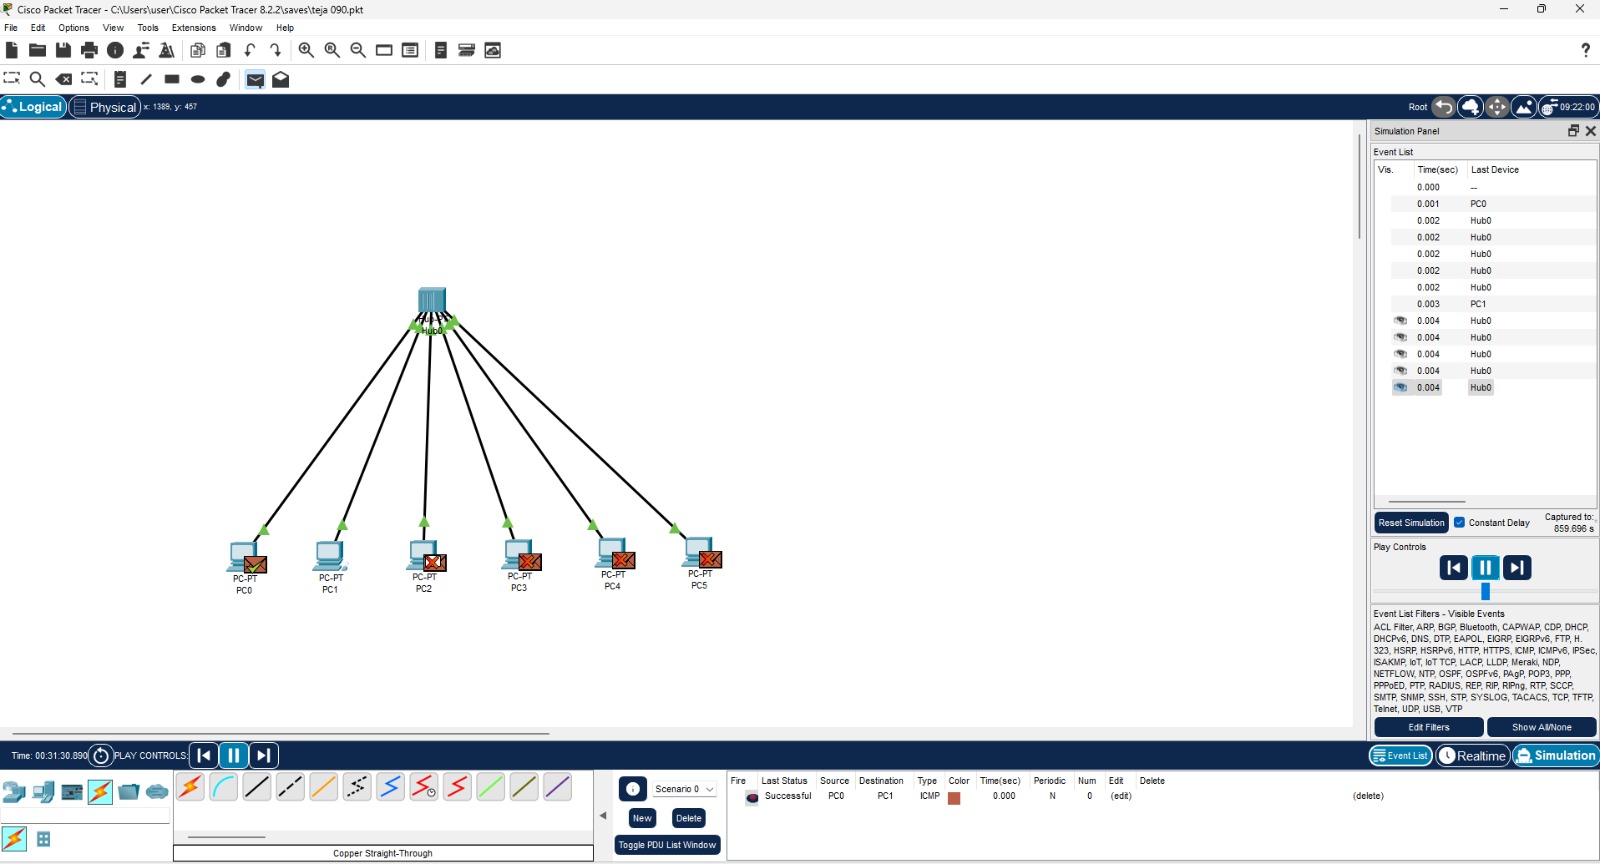 Cisco Packet Tracer - C:\Users\user\Cisco Packet Tracer 8.2.2\saves\teja 090.pkt
File Edit Options View Tools Extensions Window Help
Logical Physical x: 1389, y: 457 Root 09:22:00
Simulation Panel
Event List
Vis. Time(sec) Last Device
0.000 --
0.001 PC0
0.002 Hub0
0.002 Hub0
0.002 Hub0
0.002 Hub0
0.002 Hub0
0.003 PC1
0.004 Hub0
0.004 Hub0
0.004 Hub0
0.004 Hub0
0.004 Hub0
Hub0
PC-PT
PC0
PC-PT
PC1
PC-PT
PC2
PC-PT
PC3
PC-PT
PC4
PC-PT
PC5
Reset Simulation Constant Delay Captured to:
859.696 s
Play Controls
Event List Filters - Visible Events
ACL Filter, ARP, BGP, Bluetooth, CAPWAP, CDP, DHCP,
DHCPv6, DNS, DTP, EAPOL, EIGRP, EIGRPv6, FTP, H.
323, HSRP, HSRPv6, HTTP, HTTPS, ICMP, ICMPv6, IPSec,
ISAKMP, IoT, IoT TCP, LACP, LLDP, Meraki, NDP,
NETFLOW, NTP, OSPF, OSPFv6, PAgP, POP3, PPP,
PPPoED, PTP, RADIUS, REP, RIP, RIPng, RTP, SCCP,
SMTP, SNMP, SSH, STP, SYSLOG, TACACS, TCP, TFTP,
Telnet, UDP, USB, VTP
Edit Filters Show All/None
Time: 00:31:30.890 PLAY CONTROLS: Event List Realtime Simulation
Scenario 0
New Delete
Toggle PDU List Window
Fire Last Status Source Destination Type Color Time(sec) Periodic Num Edit Delete
Successful PC0 PC1 ICMP 0.000 N 0 (edit) (delete)
Copper Straight-Through